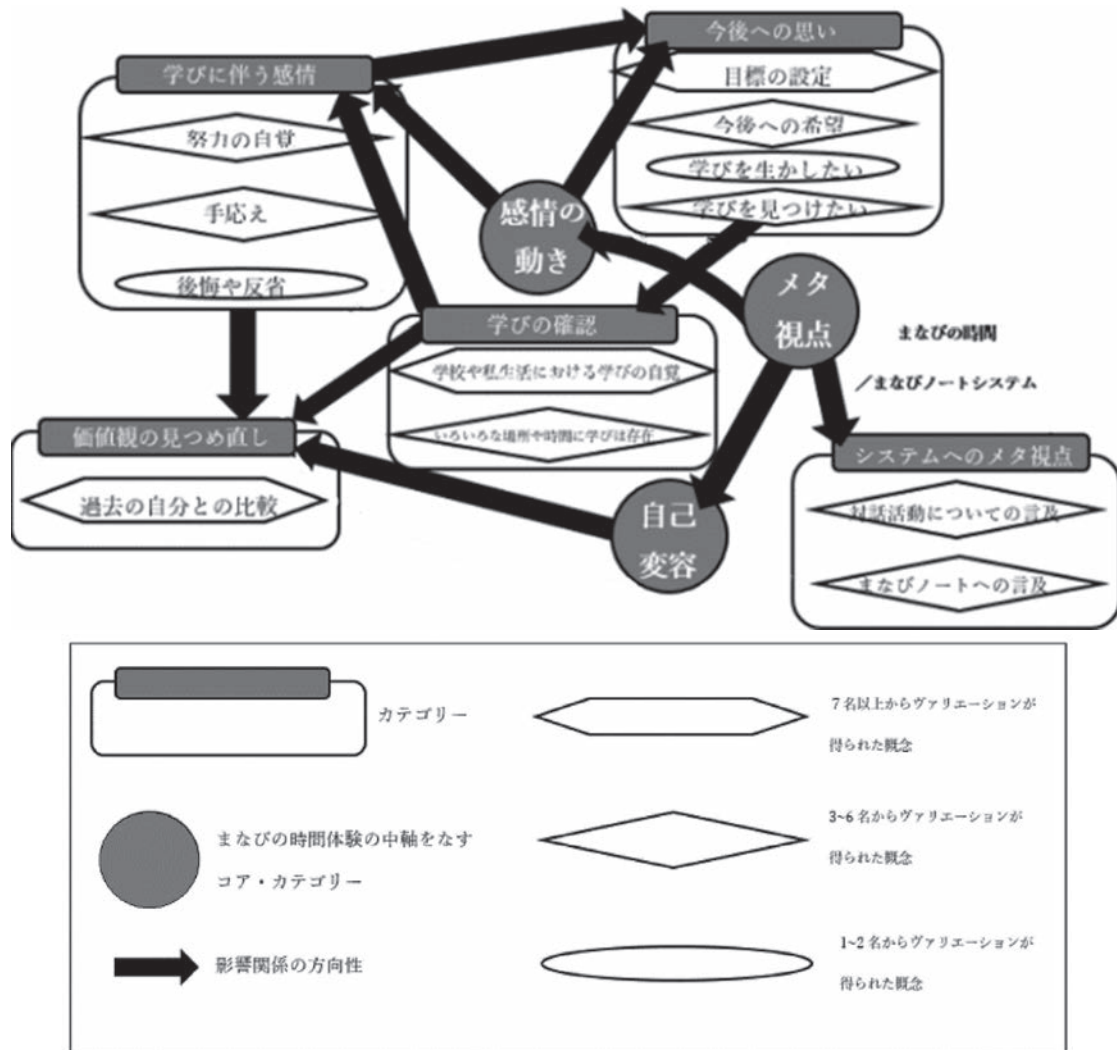 学びに伴う感情
努力の自覚
手応え
後悔や反省
今後への思い
目標の設定
今後への希望
学びを生かしたい
学びを見つけたい
感情の
動き
メタ
視点
まなびの時間
／まなびノートシステム
学びの確認
学校や私生活における学びの自覚
いろいろな場所や時間に学びは存在
価値観の見つめ直し
過去の自分との比較
自己
変容
システムへのメタ視点
対話活動についての言及
まなびノートへの言及
カテゴリー
まなびの時間体験の中軸をなす
コア・カテゴリー
影響関係の方向性
7名以上からヴァリエーションが
得られた概念
3~6名からヴァリエーションが
得られた概念
1~2名からヴァリエーションが
得られた概念